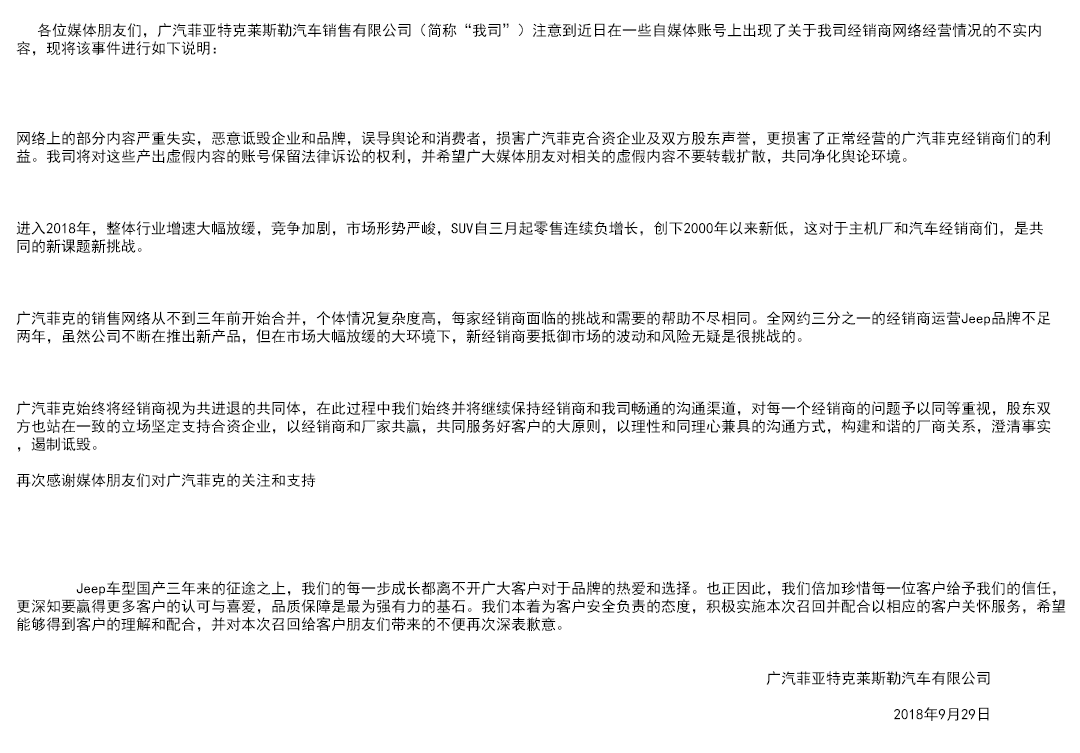 各位媒体朋友们，广汽菲亚特克莱斯勒汽车销售有限公司（简称“我司”）注意到近日在一些自媒体账号上出现了关于我司经销商网络经营情况的不实内
容，现将该事件进行如下说明：
网络上的部分内容严重失实，恶意诋毁企业和品牌，误导舆论和消费者，损害广汽菲克合资企业及双方股东声誉，更损害了正常经营的广汽菲克经销商们的利
益。我司将对这些产出虚假内容的账号保留法律诉讼的权利，并希望广大媒体朋友对相关的虚假内容不要转载扩散，共同净化舆论环境。
进入2018年，整体行业增速大幅放缓，竞争加剧，市场形势严峻，SUV自三月起零售连续负增长，创下2000年以来新低，这对于主机厂和汽车经销商们，是共
同的新课题新挑战。
广汽菲克的销售网络从不到三年前开始合并，个体情况复杂度高，每家经销商面临的挑战和需要的帮助不尽相同。全网约三分之一的经销商运营Jeep品牌不足
两年，虽然公司不断在推出新产品，但在市场大幅放缓的大环境下，新经销商要抵御市场的波动和风险无疑是很挑战的。
广汽菲克始终将经销商视为共进退的共同体，在此过程中我们始终并将继续保持经销商和我司畅通的沟通渠道，对每一个经销商的问题予以同等重视，股东双
方也站在一致的立场坚定支持合资企业，以经销商和厂家共赢，共同服务好客户的大原则，以理性和同理心兼具的沟通方式，构建和谐的厂商关系，澄清事实
，遏制诋毁。
再次感谢媒体朋友们对广汽菲克的关注和支持
Jeep车型国产三年来的征途之上，我们的每一步成长都离不开广大客户对于品牌的热爱和选择。也正因此，我们倍加珍惜每一位客户给予我们的信任，
更深知要赢得更多客户的认可与喜爱，品质保障是最为强有力的基石。我们本着为客户安全负责的态度，积极实施本次召回并配合以相应的客户关怀服务，希望
能够得到客户的理解和配合，并对本次召回给客户朋友们带来的不便再次深表歉意。
广汽菲亚特克莱斯勒汽车有限公司
2018年9月29日